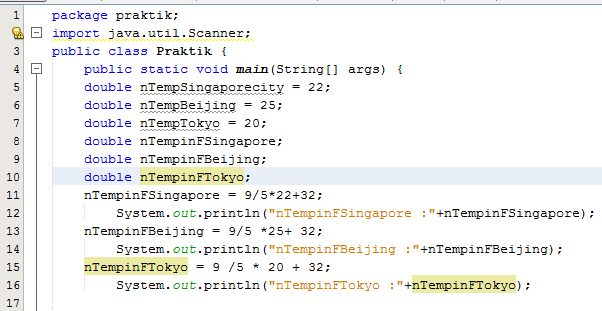 1 package praktik;
2 import java.util.Scanner;
3 public class Praktik {
4 public static void main(String[] args) {
5 double nTempSingaporecity = 22;
6 double nTempBeijing = 25;
7 double nTempTokyo = 20;
8 double nTempinFSingapore;
9 double nTempinFBeijing;
10 double nTempinFTokyo;
11 nTempinFSingapore = 9/5*22+32;
12 System.out.println("nTempinFSingapore :"+nTempinFSingapore);
13 nTempinFBeijing = 9/5 *25+ 32;
14 System.out.println("nTempinFBeijing :"+nTempinFBeijing);
15 nTempinFTokyo = 9 /5 * 20 + 32;
16 System.out.println("nTempinFTokyo :"+nTempinFTokyo);
17